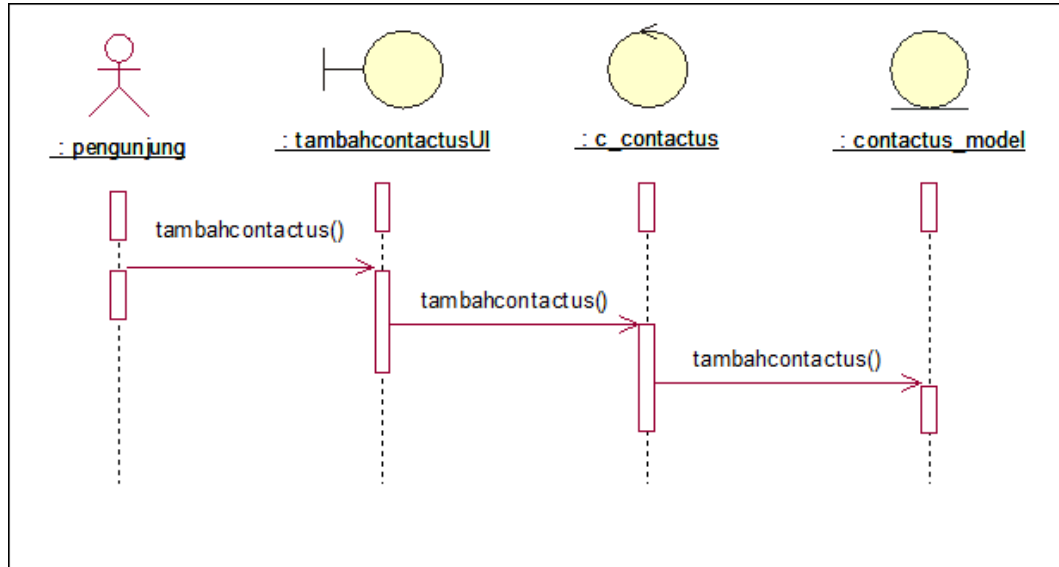 : pengunjung
: tambahcontactusUI
: c_contactus
: contactus_model
tambahcontactus()
tambahcontactus()
tambahcontactus()